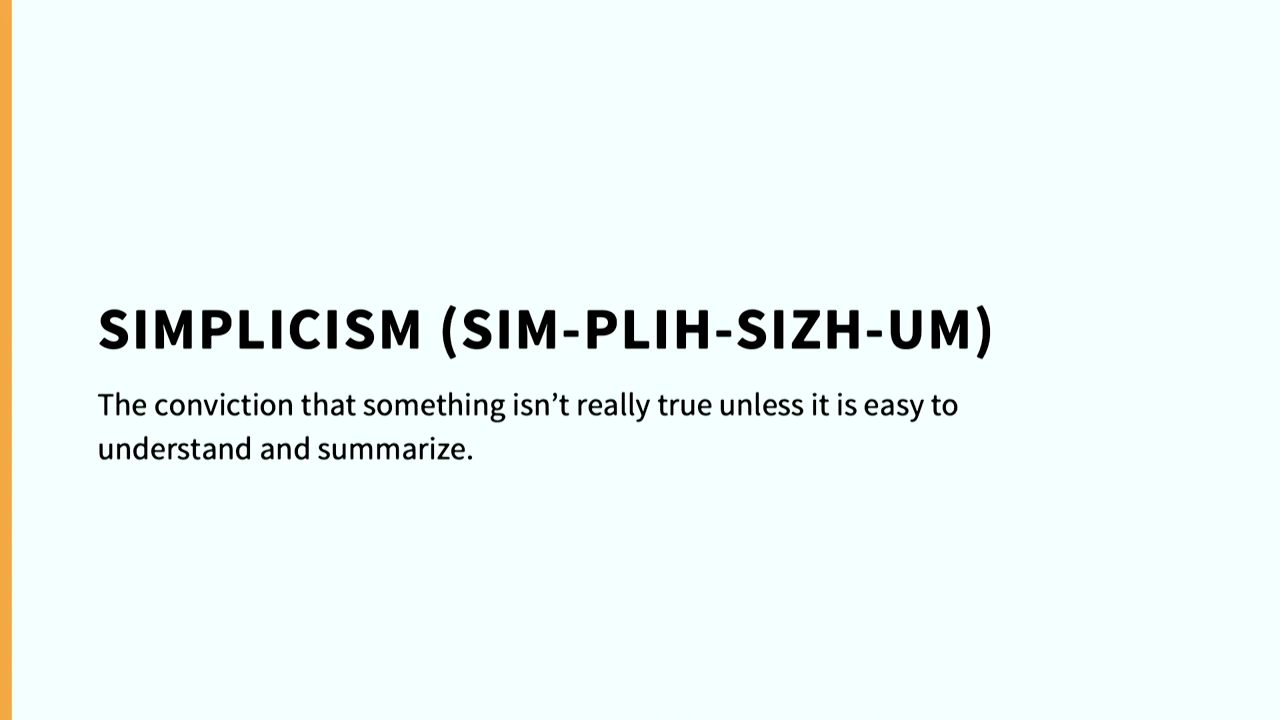 SIMPLICISM (SIM-PLIH-SIZH-UM)
The conviction that something isn’t really true unless it is easy to
understand and summarize.